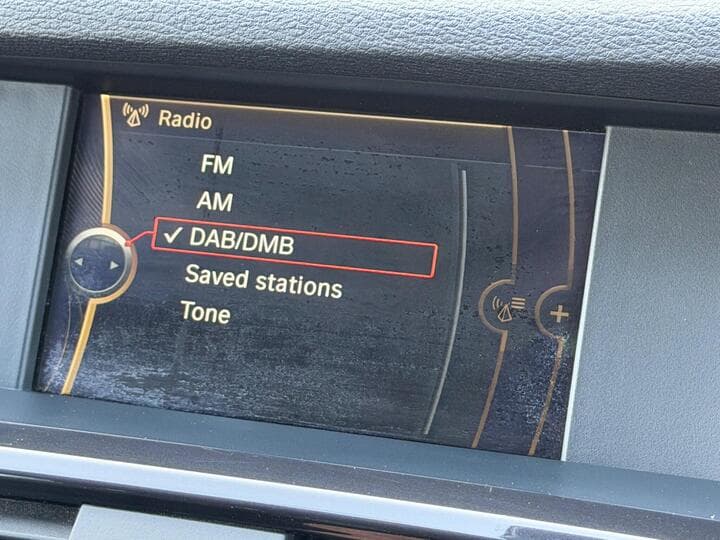 Radio
FM
AM
DAB/DMB
Saved stations
Tone